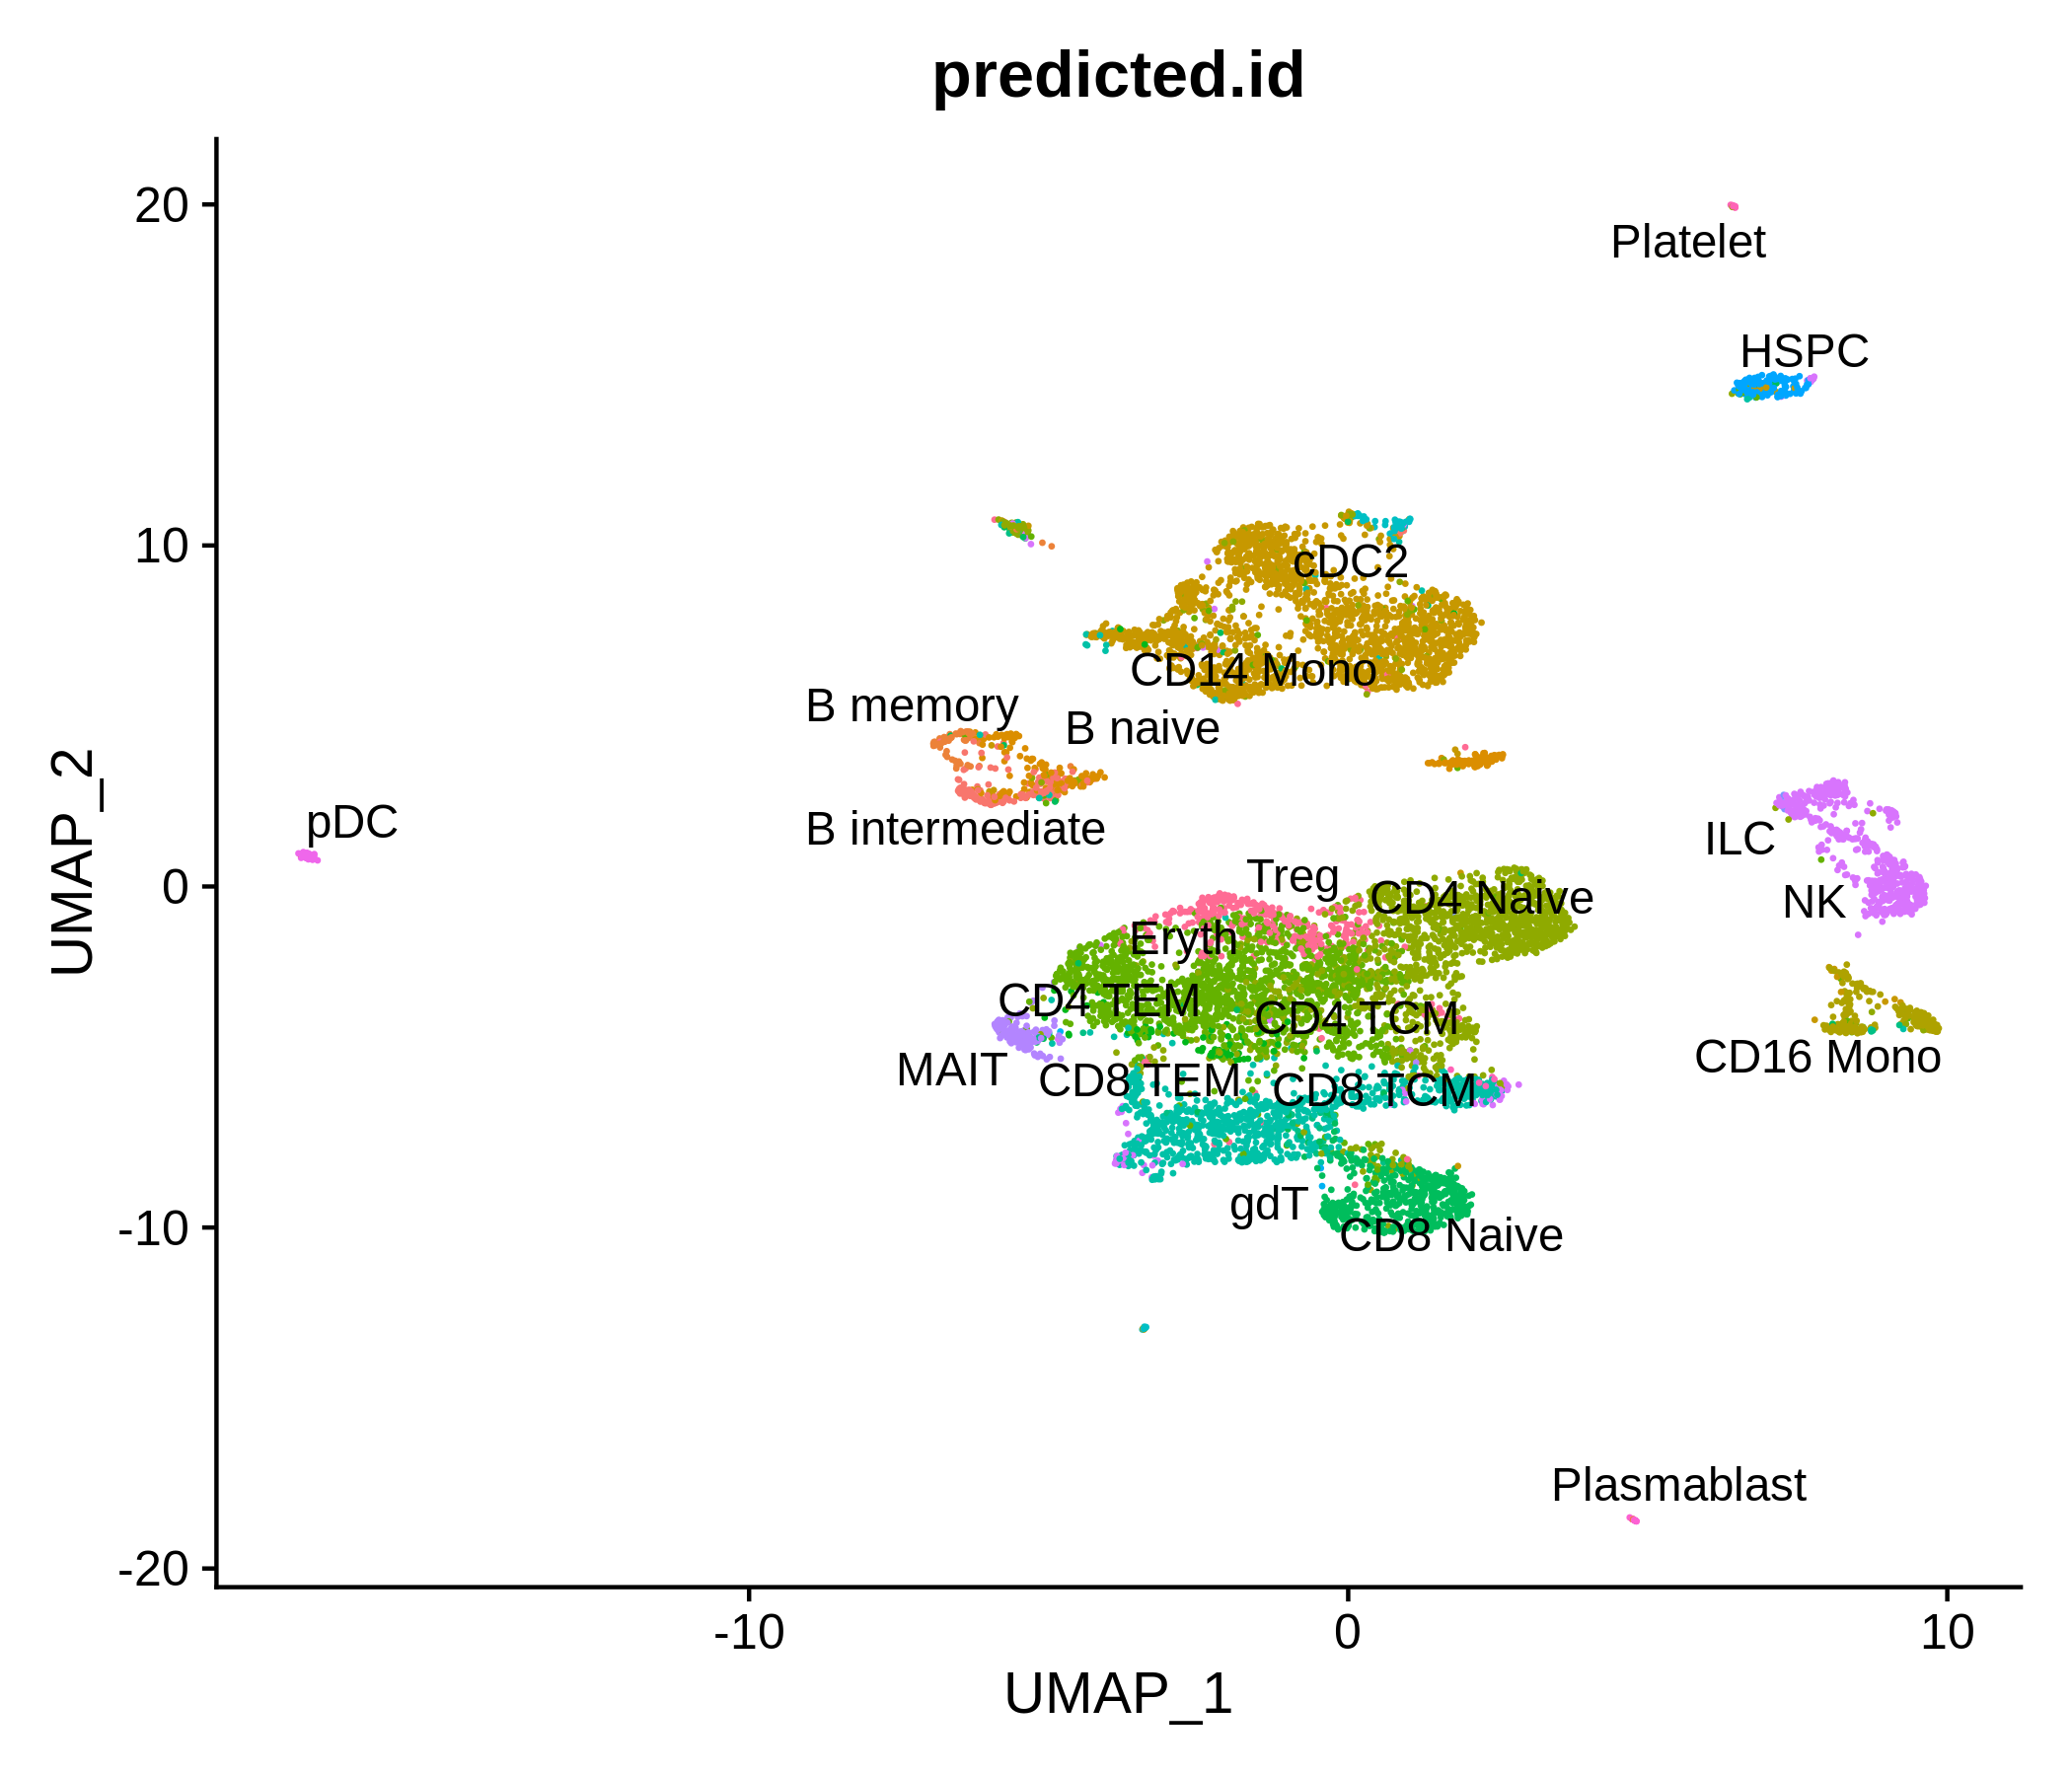 predicted.id
20
Platelet
HSPC
10
cDC2
CD14 Mono
B memory
B naive
UMAP_2
pDC
B intermediate
ILC
0
Treg
CD4 Naive
NK
Eryth
CD4 TEM
CD4 TCM
MAIT
CD8 TEM
CD8 TCM
CD16 Mono
gdT
-10
CD8 Naive
Plasmablast
-20
-10
0
10
UMAP_1